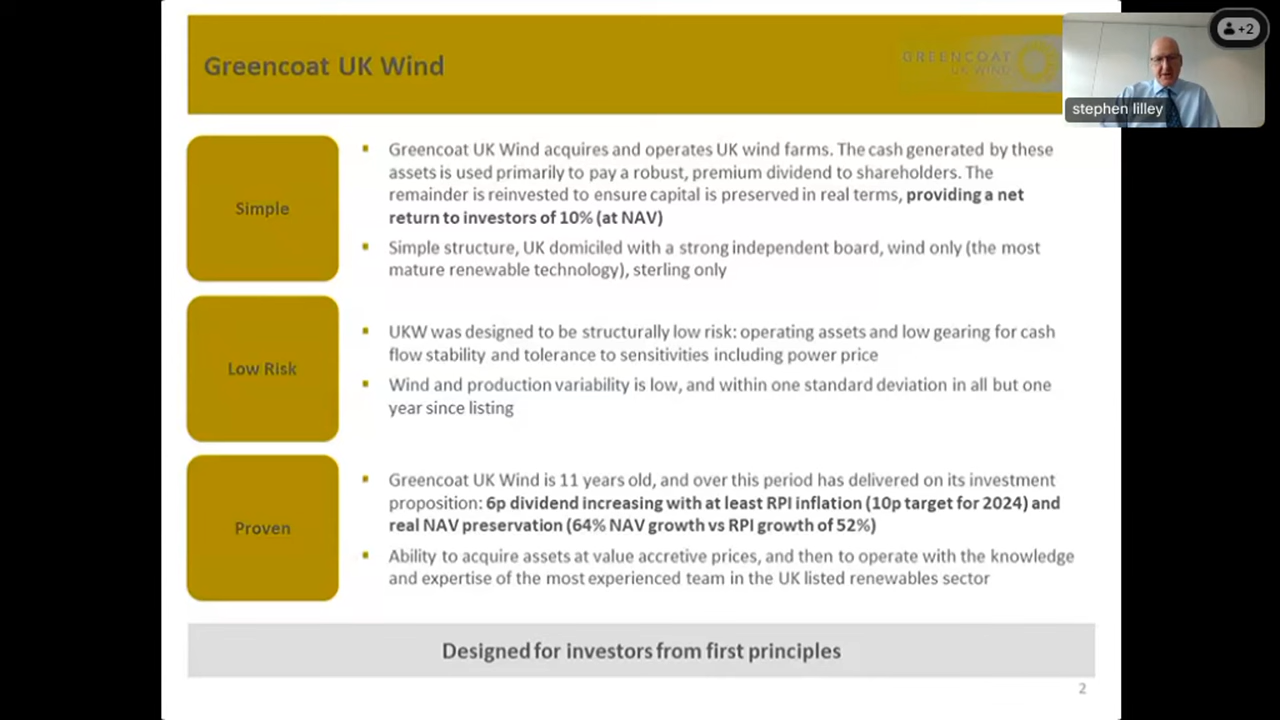 Greencoat UK Wind
GREENCOAT
UK WIND
+2
stephen lilley
Simple
Greencoat UK Wind acquires and operates UK wind farms. The cash generated by these
assets is used primarily to pay a robust, premium dividend to shareholders. The
remainder is reinvested to ensure capital is preserved in real terms, providing a net
return to investors of 10% (at NAV)
Simple structure, UK domiciled with a strong independent board, wind only (the most
mature renewable technology), sterling only
Low Risk
UKW was designed to be structurally low risk: operating assets and low gearing for cash
flow stability and tolerance to sensitivities including power price
Wind and production variability is low, and within one standard deviation in all but one
year since listing
Proven
Greencoat UK Wind is 11 years old, and over this period has delivered on its investment
proposition: 6p dividend increasing with at least RPI inflation (10p target for 2024) and
real NAV preservation (64% NAV growth vs RPI growth of 52%)
Ability to acquire assets at value accretive prices, and then to operate with the knowledge
and expertise of the most experienced team in the UK listed renewables sector
Designed for investors from first principles
2